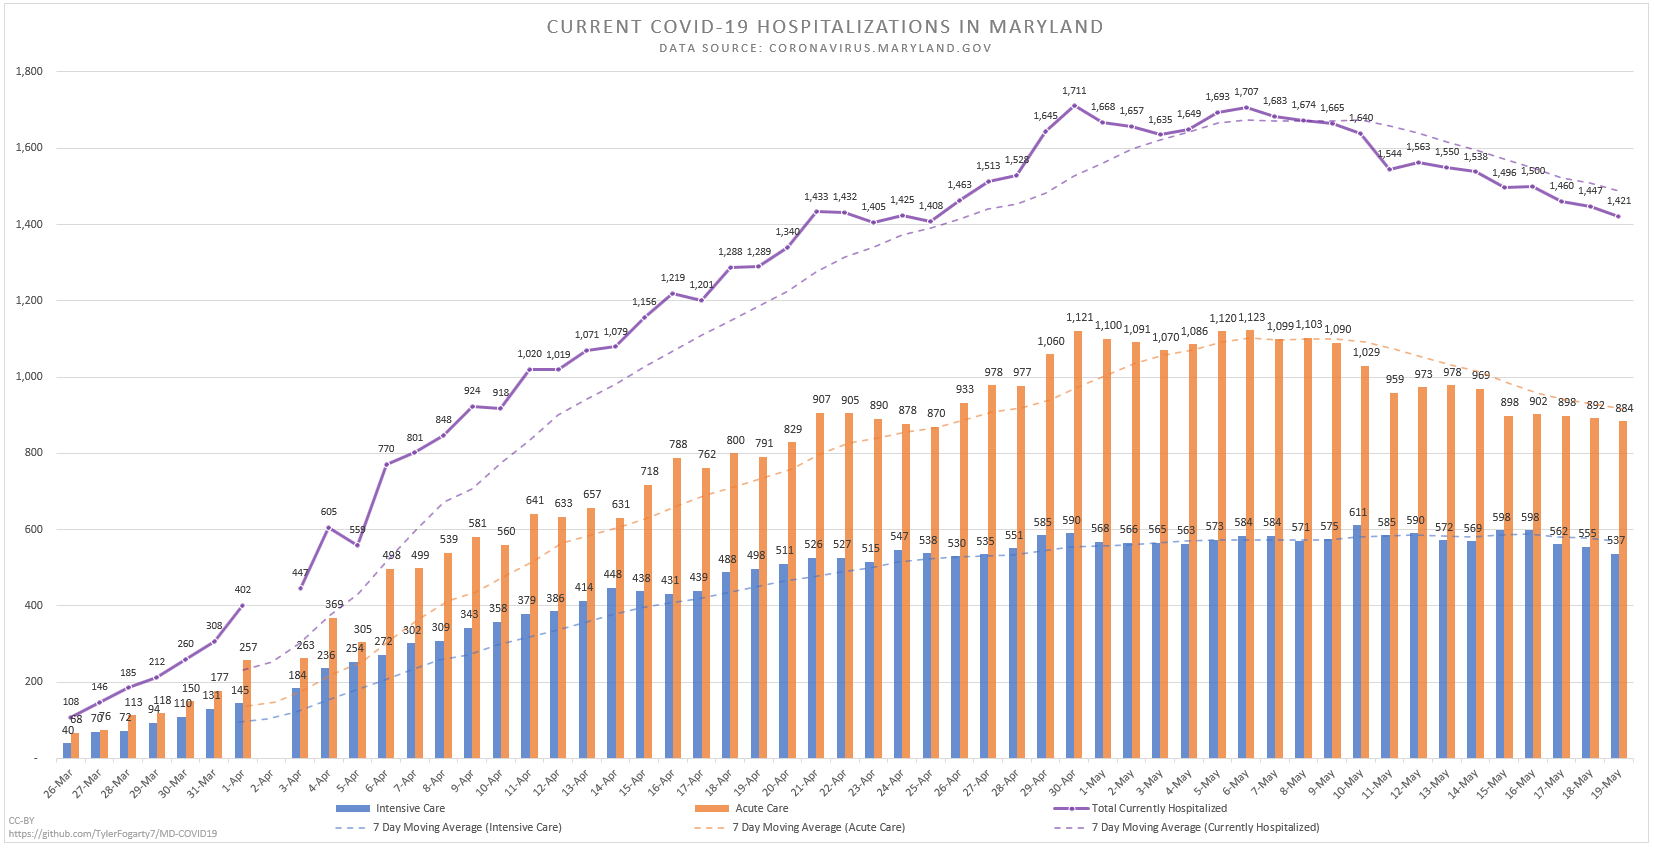 CURRENT COVID-19 HOSPITALIZATIONS IN MARYLAND
DATA SOURCE: CORONAVIRUS.MARYLAND.GOV
1,800
1,600
1,400
1,200
1,000
800
600
400
200
-
108 146 185 212 260 308 402 447 605 559 770 801 848 924 918 1,020 1,019 1,071 1,079 1,156 1,219 1,201 1,288 1,289 1,340 1,433 1,432 1,405 1,425 1,408 1,463 1,513 1,528 1,645 1,711 1,668 1,657 1,635 1,649 1,693 1,707 1,683 1,674 1,665 1,640 1,544 1,563 1,550 1,538 1,496 1,500 1,460 1,447 1,421
68 76 113 118 150 177 257 263 369 305 498 499 539 581 560 641 633 657 631 718 788 762 800 791 829 907 905 890 878 870 933 978 977 1,060 1,121 1,100 1,091 1,070 1,086 1,120 1,123 1,099 1,103 1,090 1,029 959 973 978 969 898 902 898 892 884
40 70 72 94 110 131 145 184 236 254 272 302 309 343 358 379 386 414 448 438 431 439 488 498 511 526 527 515 547 538 530 535 551 585 590 568 566 565 563 573 584 584 571 575 611 585 590 572 569 598 598 562 555 537
26-Mar 27-Mar 28-Mar 29-Mar 30-Mar 31-Mar 1-Apr 2-Apr 3-Apr 4-Apr 5-Apr 6-Apr 7-Apr 8-Apr 9-Apr 10-Apr 11-Apr 12-Apr 13-Apr 14-Apr 15-Apr 16-Apr 17-Apr 18-Apr 19-Apr 20-Apr 21-Apr 22-Apr 23-Apr 24-Apr 25-Apr 26-Apr 27-Apr 28-Apr 29-Apr 30-Apr 1-May 2-May 3-May 4-May 5-May 6-May 7-May 8-May 9-May 10-May 11-May 12-May 13-May 14-May 15-May 16-May 17-May 18-May 19-May
Intensive Care Acute Care Total Currently Hospitalized
7 Day Moving Average (Intensive Care) 7 Day Moving Average (Acute Care) 7 Day Moving Average (Currently Hospitalized)
CC-BY
https://github.com/TylerFogarty7/MD-COVID19